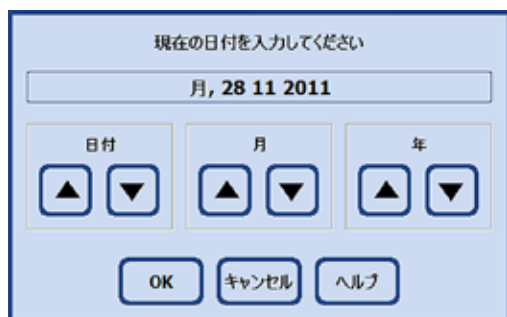 現在の日付を入力してください
月, 28 11 2011
日付 月 年
OK キャンセル ヘルプ